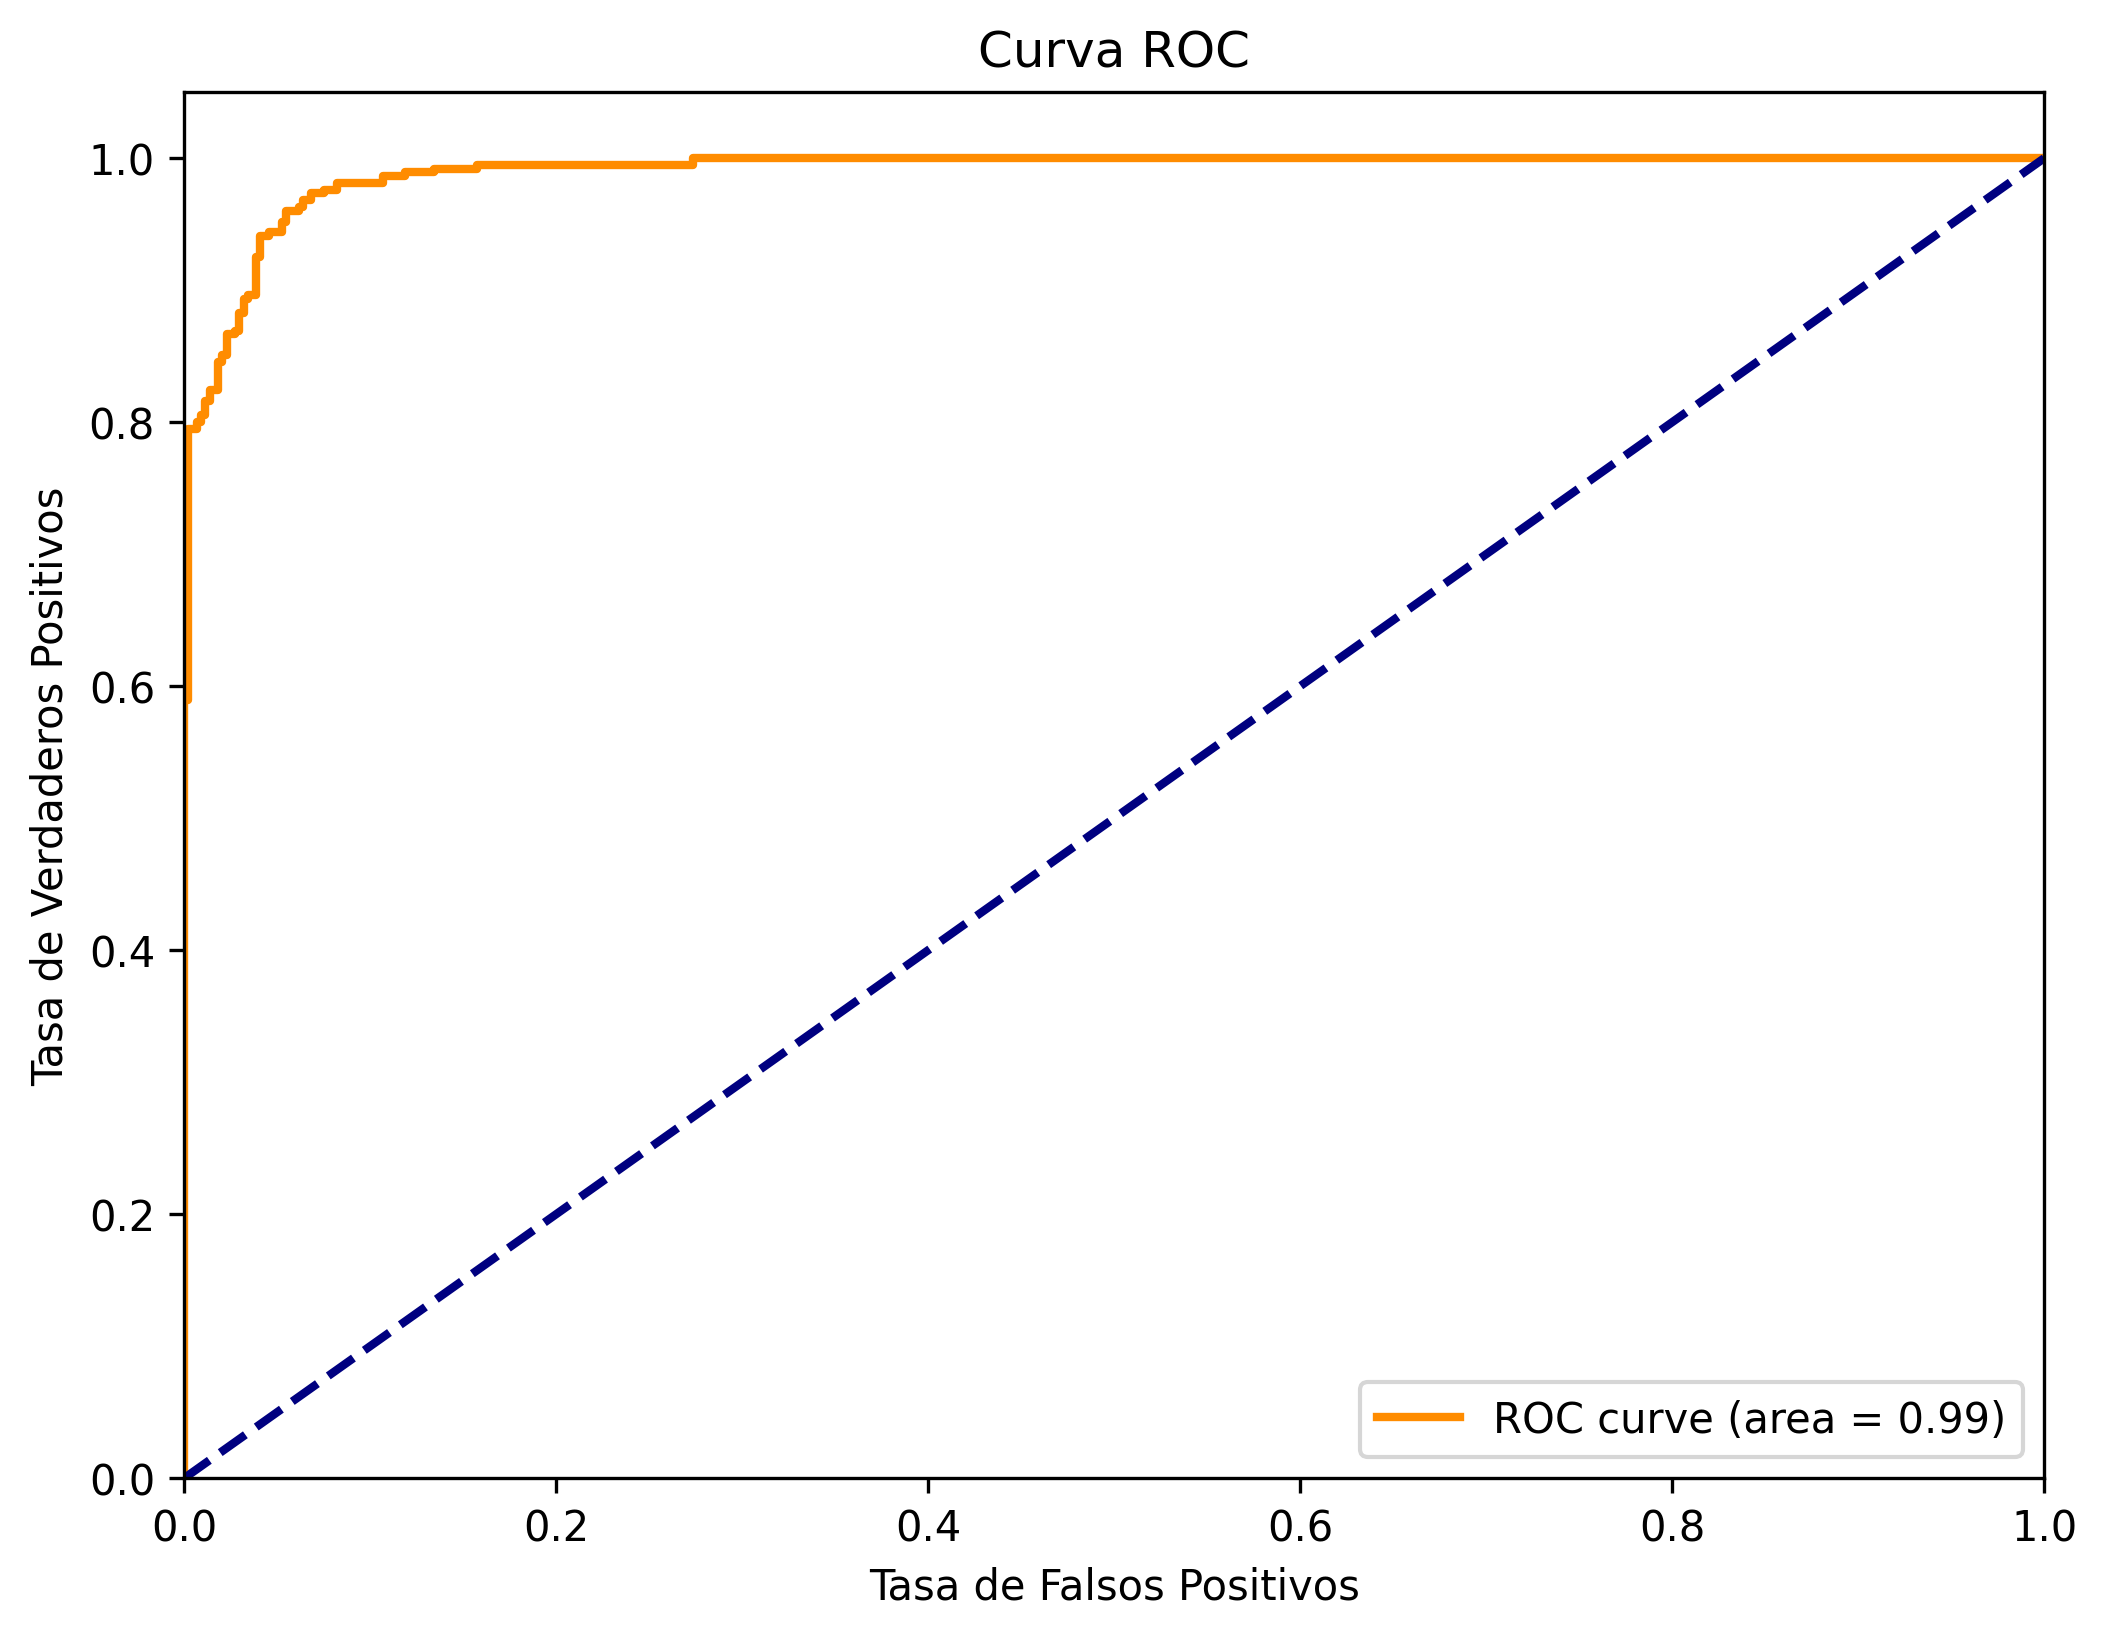 Curva ROC
1.0
0.8
0.6
0.4
0.2
0.0
Tasa de Verdaderos Positivos
ROC curve (area = 0.99)
0.0 0.2 0.4 0.6 0.8 1.0
Tasa de Falsos Positivos